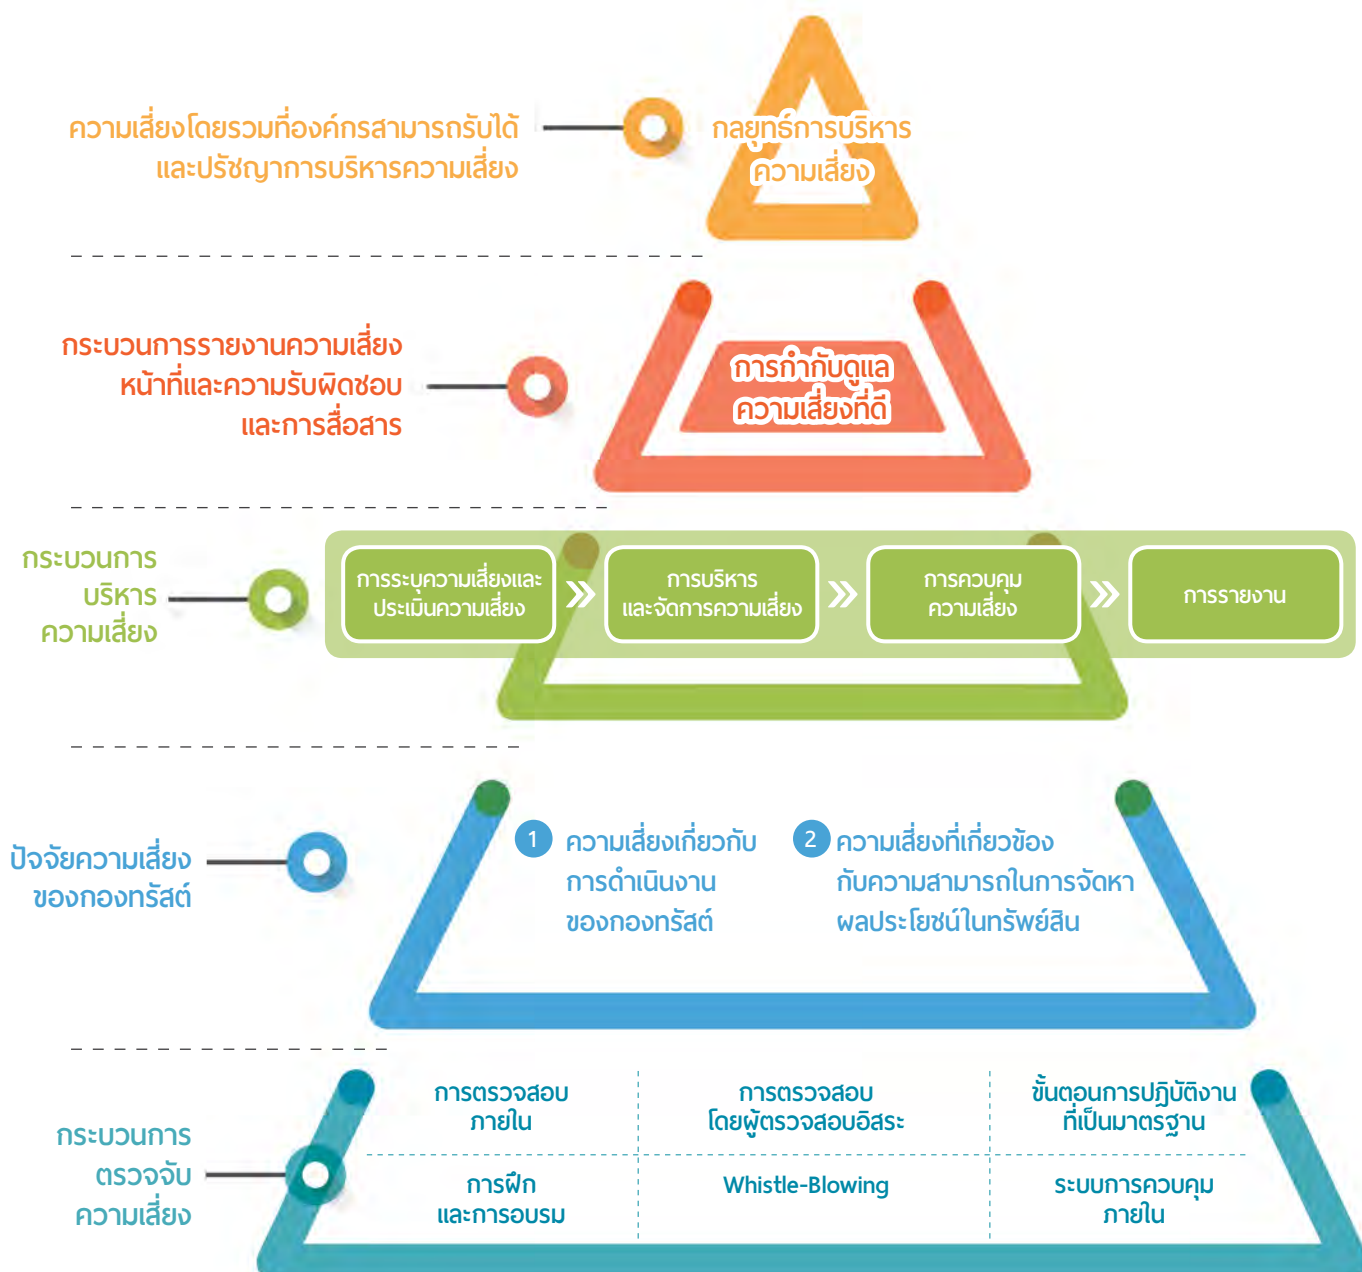 ความเสี่ยงโดยรวมที่องค์กรสามารถรับได้
และปรัชญาการบริหารความเสี่ยง
กลยุทธ์การบริหาร
ความเสี่ยง
กระบวนการรายงานความเสี่ยง
หน้าที่และความรับผิดชอบ
และการสื่อสาร
การกำกับดูแล
ความเสี่ยงที่ดี
กระบวนการ
บริหาร
ความเสี่ยง
การระบุความเสี่ยงและ
ประเมินความเสี่ยง
การบริหาร
และจัดการความเสี่ยง
การควบคุม
ความเสี่ยง
การรายงาน
ปัจจัยความเสี่ยง
ของกองทรัสต์
1 ความเสี่ยงเกี่ยวกับ
การดำเนินงาน
ของกองทรัสต์
2 ความเสี่ยงที่เกี่ยวข้อง
กับความสามารถในการจัดหา
ผลประโยชน์ในทรัพย์สิน
กระบวนการ
ตรวจจับ
ความเสี่ยง
การตรวจสอบ
ภายใน
การตรวจสอบ
โดยผู้ตรวจสอบอิสระ
ขั้นตอนการปฏิบัติงาน
ที่เป็นมาตรฐาน
การฝึก
และการอบรม
Whistle-Blowing
ระบบการควบคุม
ภายใน